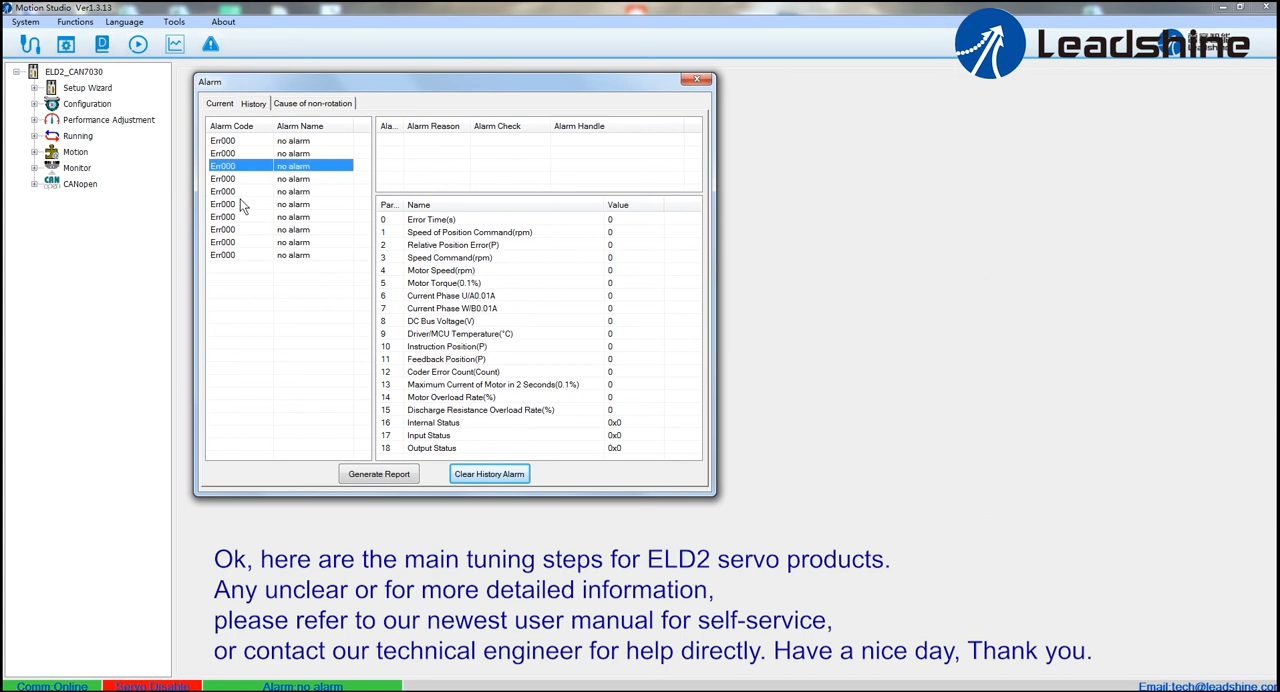 Motion Studio Ver1.3.13
System Functions Language Tools About
Leadshine
ELD2_CAN7030
Setup Wizard
Configuration
Performance Adjustment
Running
Motion
Monitor
CANopen
Alarm
Current History Cause of non-rotation
Alarm Code Alarm Name
Err000 no alarm
Err000 no alarm
Err000 no alarm
Err000 no alarm
Err000 no alarm
Err000 no alarm
Err000 no alarm
Err000 no alarm
Err000 no alarm
Err000 no alarm
Ala... Alarm Reason Alarm Check Alarm Handle
Par... Name Value
0 Error Time(s) 0
1 Speed of Position Command(rpm) 0
2 Relative Position Error(P) 0
3 Speed Command(rpm) 0
4 Motor Speed(rpm) 0
5 Motor Torque(0.1%) 0
6 Current Phase U/A0.01A 0
7 Current Phase W/B0.01A 0
8 DC Bus Voltage(V) 0
9 Driver/MCU Temperature(°C) 0
10 Instruction Position(P) 0
11 Feedback Position(P) 0
12 Coder Error Count(Count) 0
13 Maximum Current of Motor in 2 Seconds(0.1%) 0
14 Motor Overload Rate(%) 0
15 Discharge Resistance Overload Rate(%) 0
16 Internal Status 0x0
17 Input Status 0x0
18 Output Status 0x0
Generate Report Clear History Alarm
Ok, here are the main tuning steps for ELD2 servo products.
Any unclear or for more detailed information,
please refer to our newest user manual for self-service,
or contact our technical engineer for help directly. Have a nice day, Thank you.
Comm:Online Servo Disable Alarm no alarm Email:tech@leadshine.com